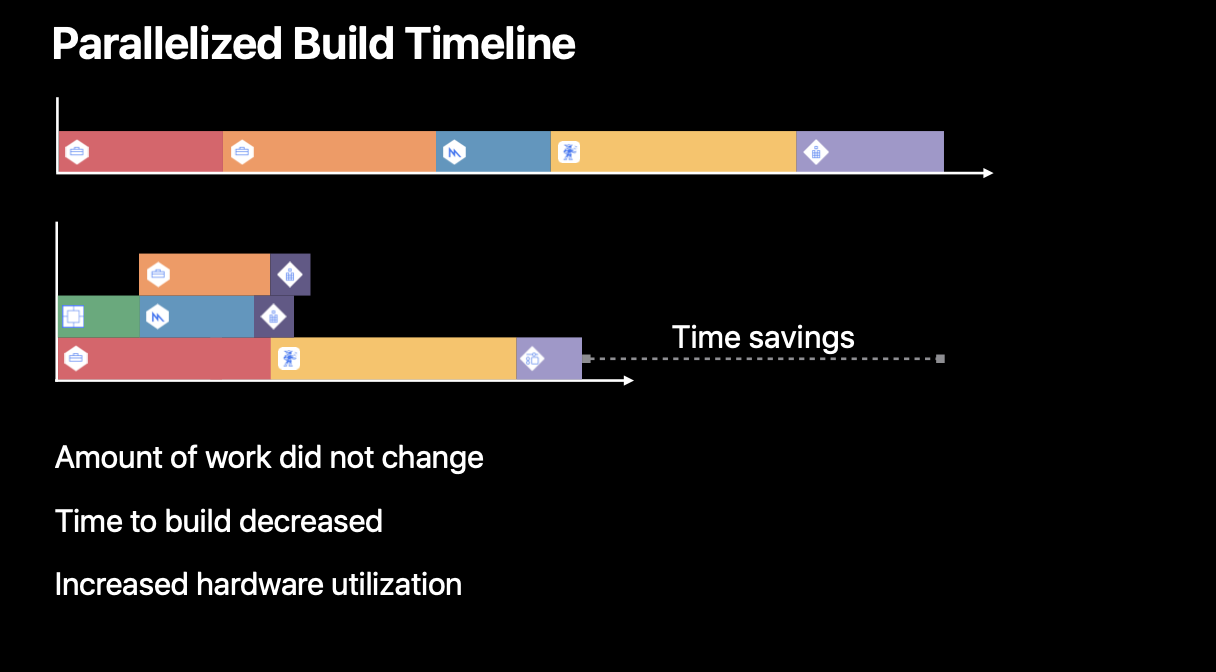 Parallelized Build Timeline
Time savings
Amount of work did not change
Time to build decreased
Increased hardware utilization